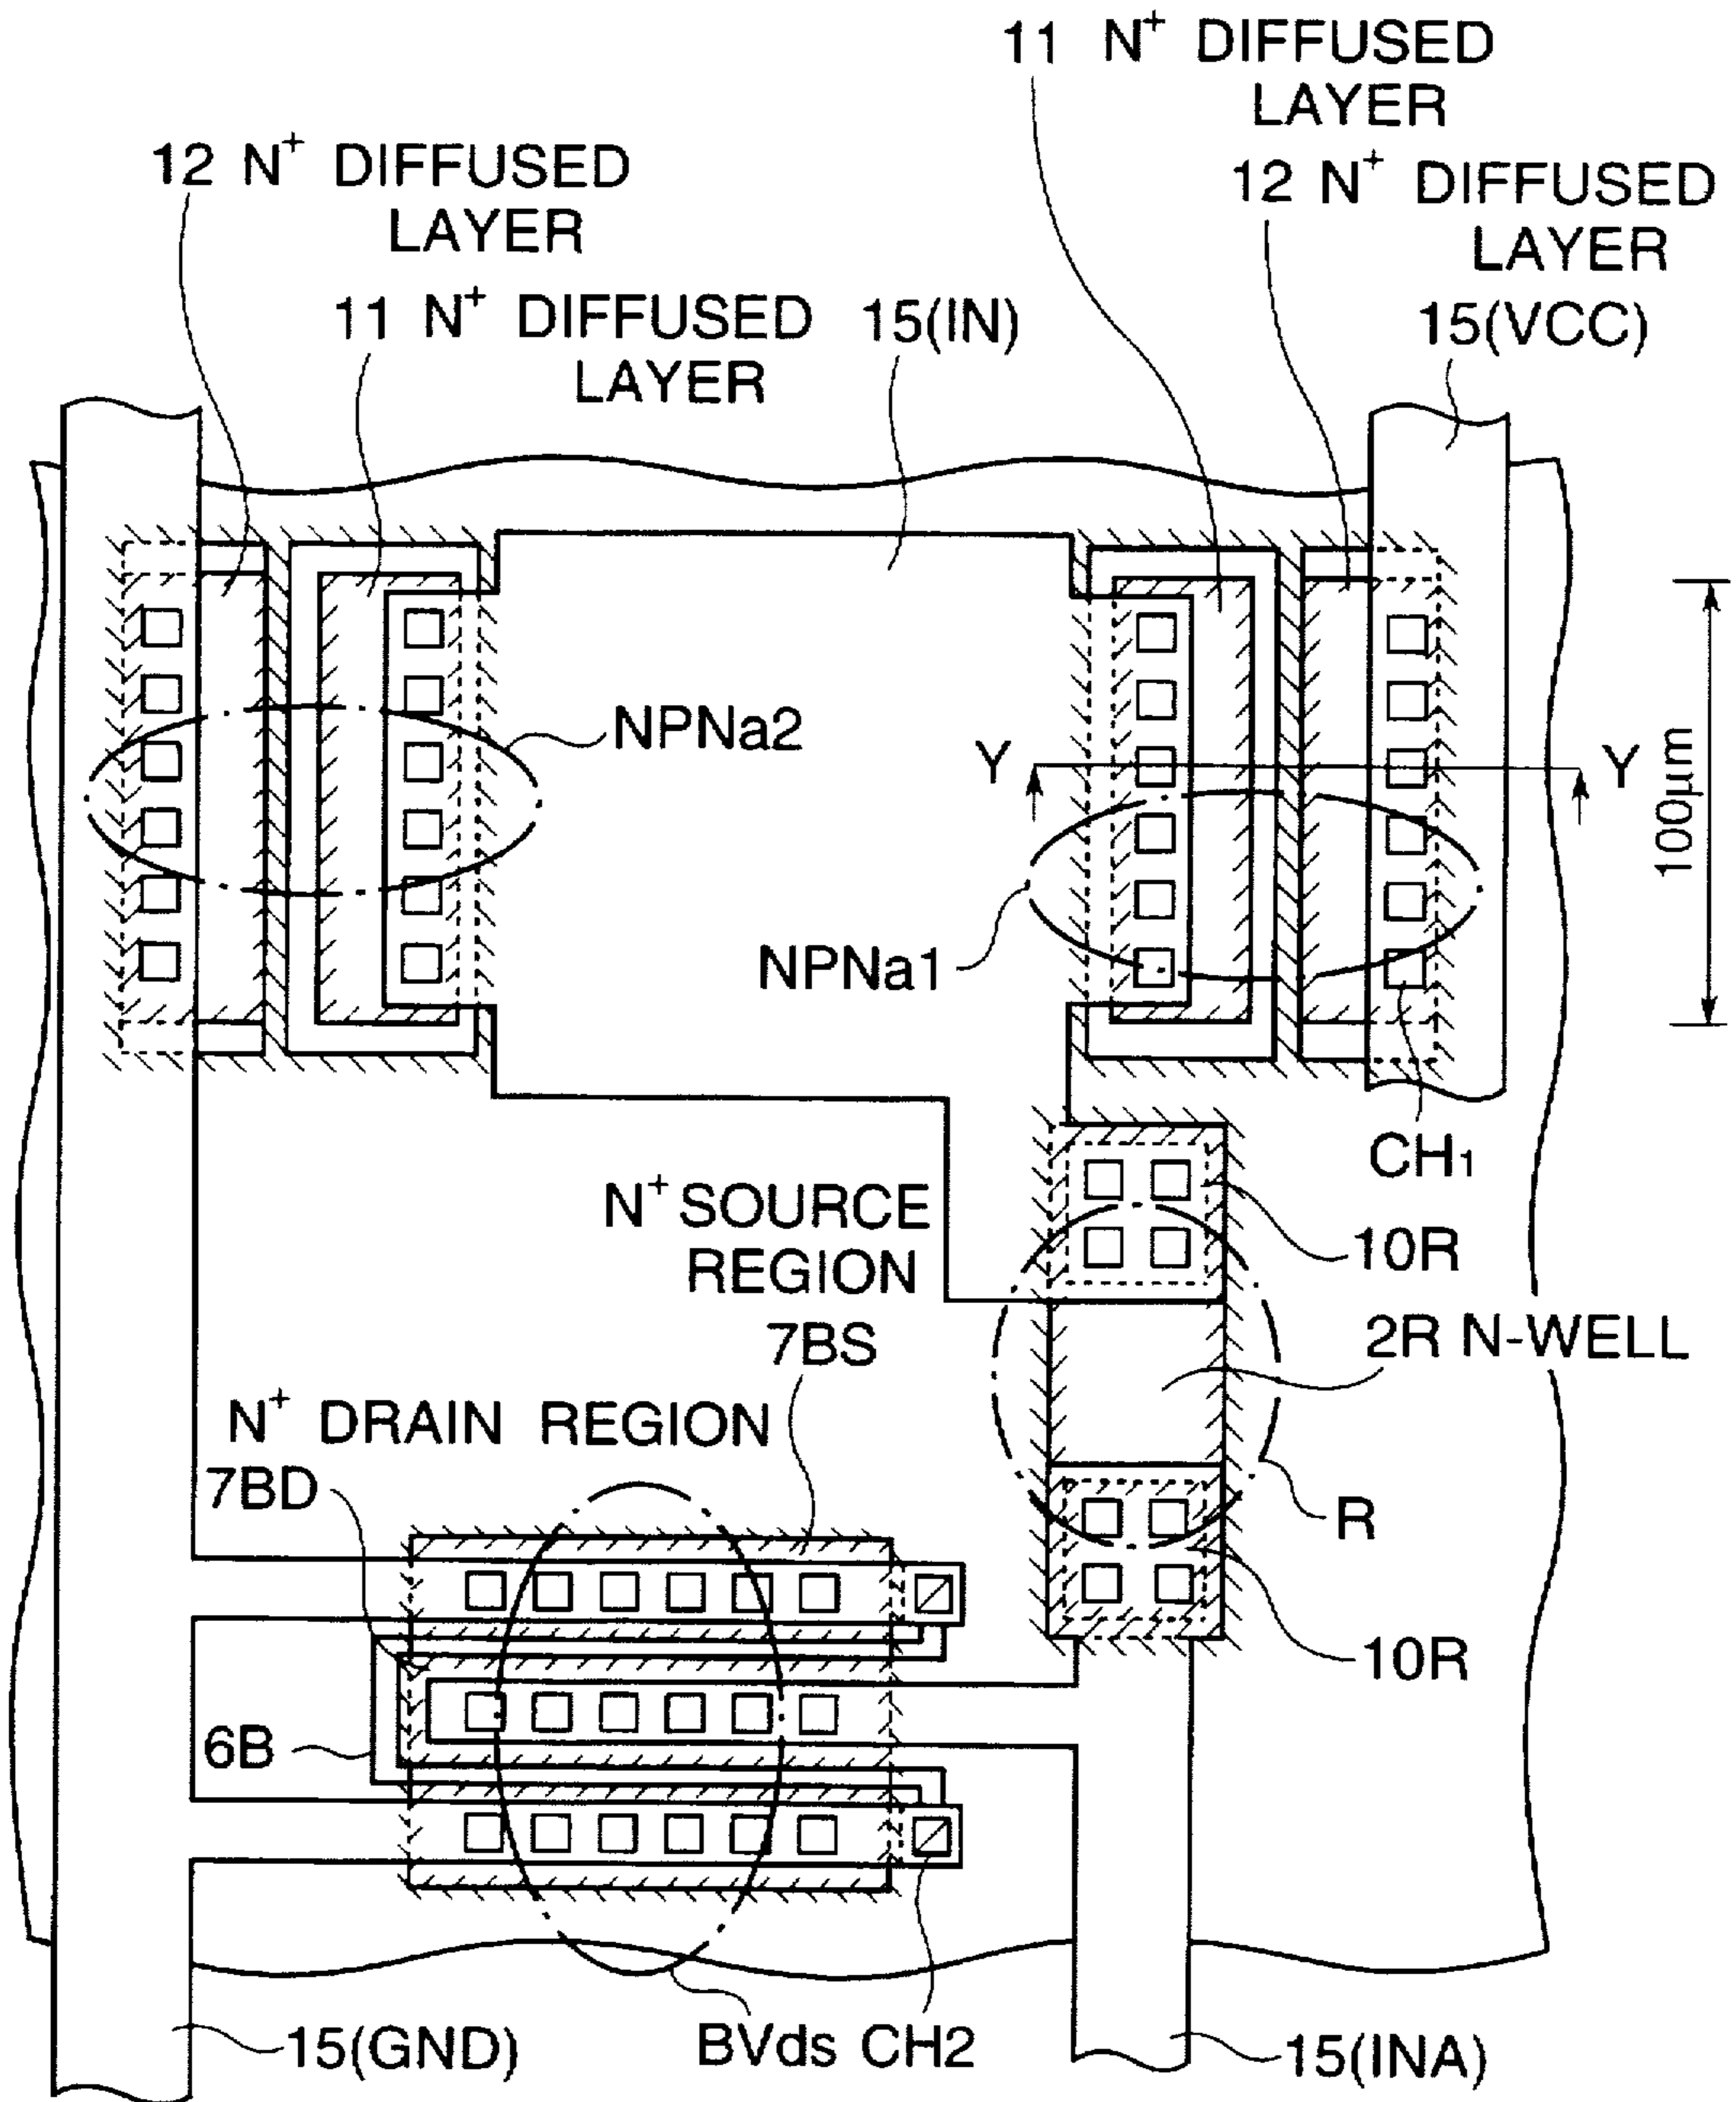 11 N+ DIFFUSED
LAYER
12 N+ DIFFUSED
LAYER
12 N+ DIFFUSED
LAYER
11 N+ DIFFUSED
LAYER
15(IN)
15(VCC)
NPNa2
Y
Y
100μm
NPNa1
CH1
N+ SOURCE
REGION
7BS
10R
2R N-WELL
N+ DRAIN REGION
7BD
R
10R
6B
15(GND)
BVds
CH2
15(INA)